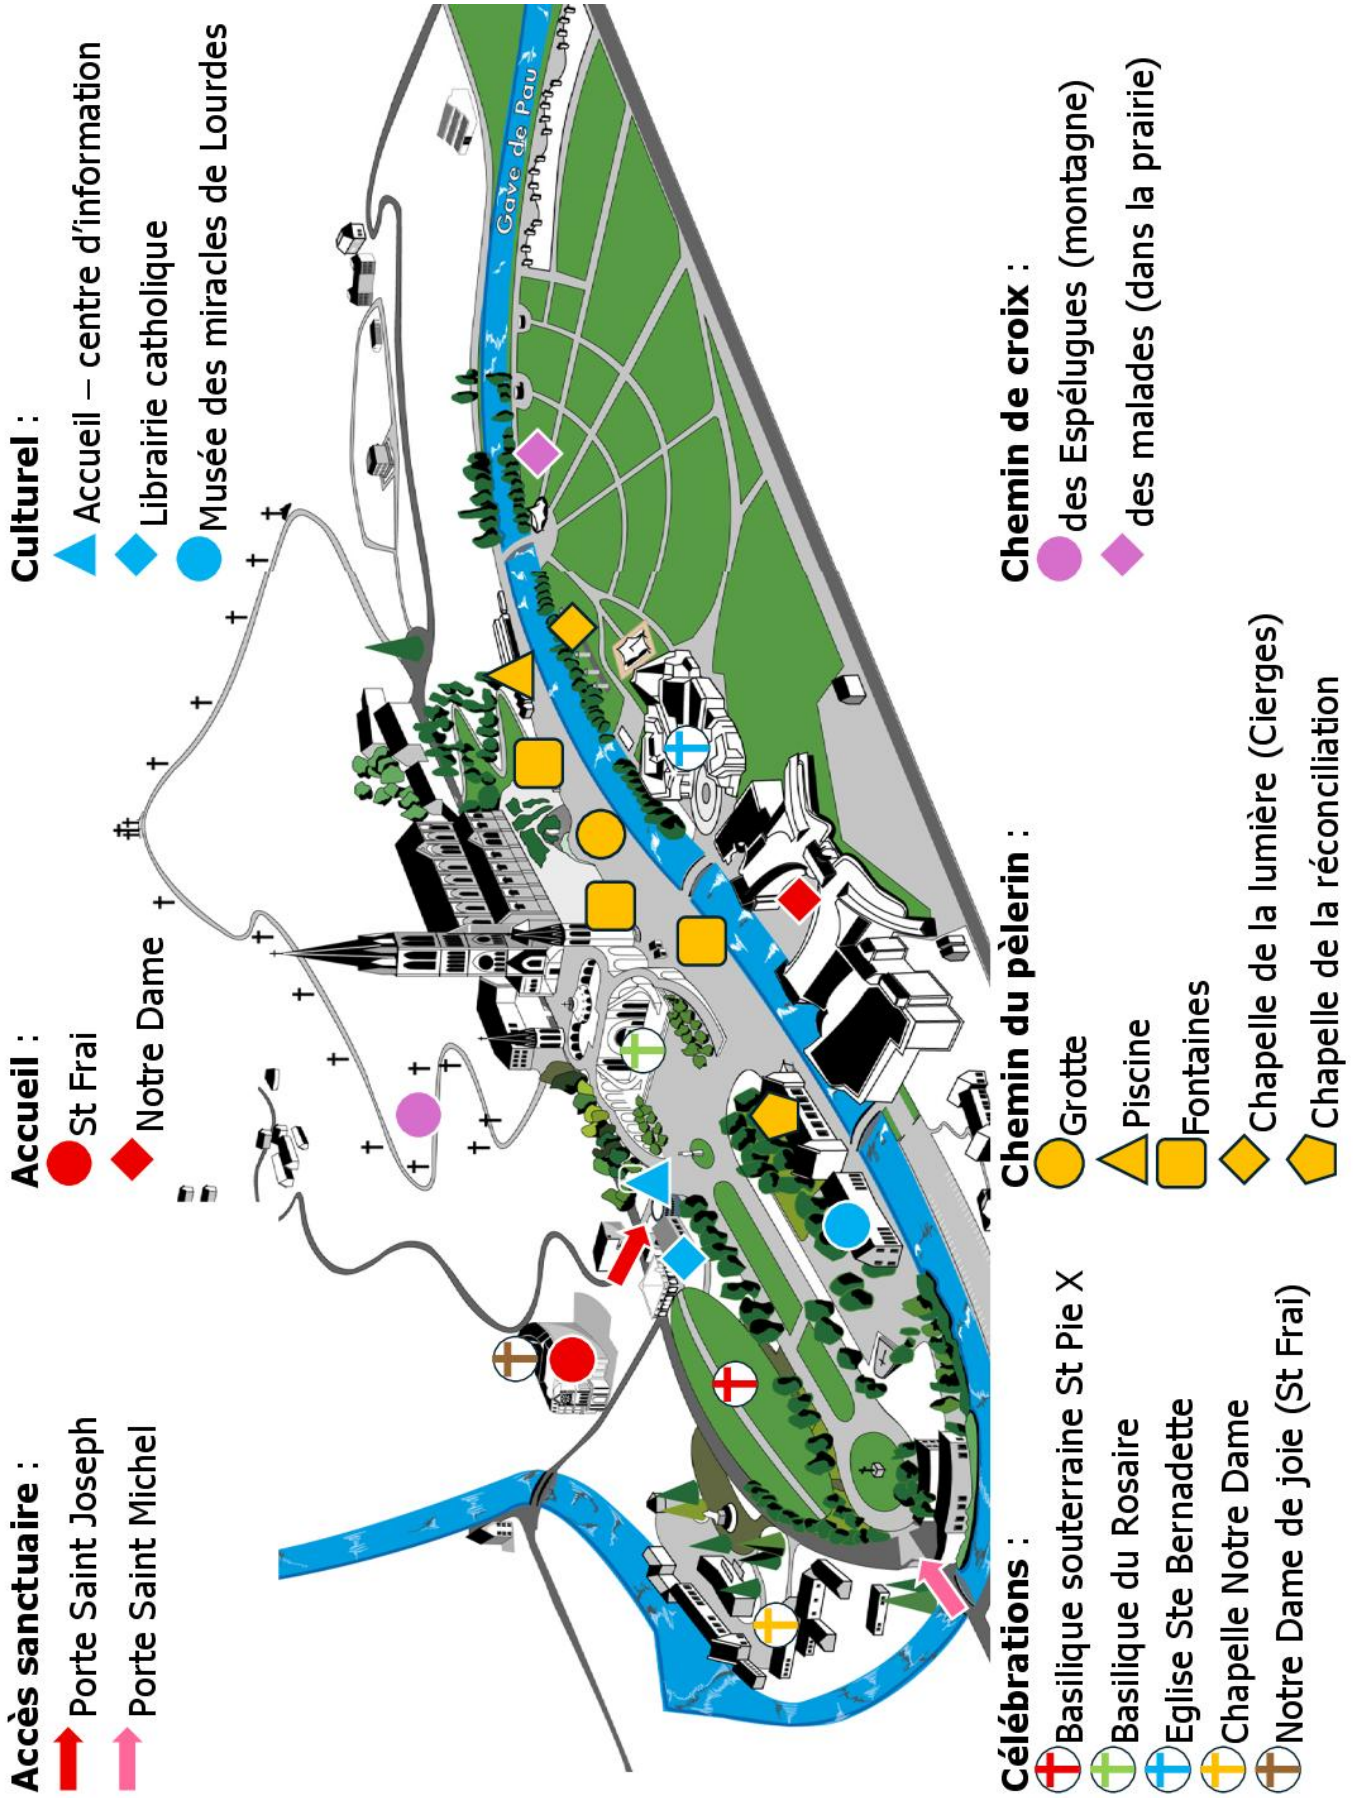 Accès sanctuaire :
Porte Saint Joseph
Porte Saint Michel
Accueil :
St Frai
Notre Dame
Culturel :
Accueil – centre d'information
Librairie catholique
Musée des miracles de Lourdes
Gave de Pau
Célébrations :
Basilique souterraine St Pie X
Basilique du Rosaire
Eglise Ste Bernadette
Chapelle Notre Dame
Notre Dame de joie (St Frai)
Chemin du pèlerin :
Grotte
Piscine
Fontaines
Chapelle de la lumière (Cierges)
Chapelle de la réconciliation
Chemin de croix :
des Espélugues (montagne)
des malades (dans la prairie)